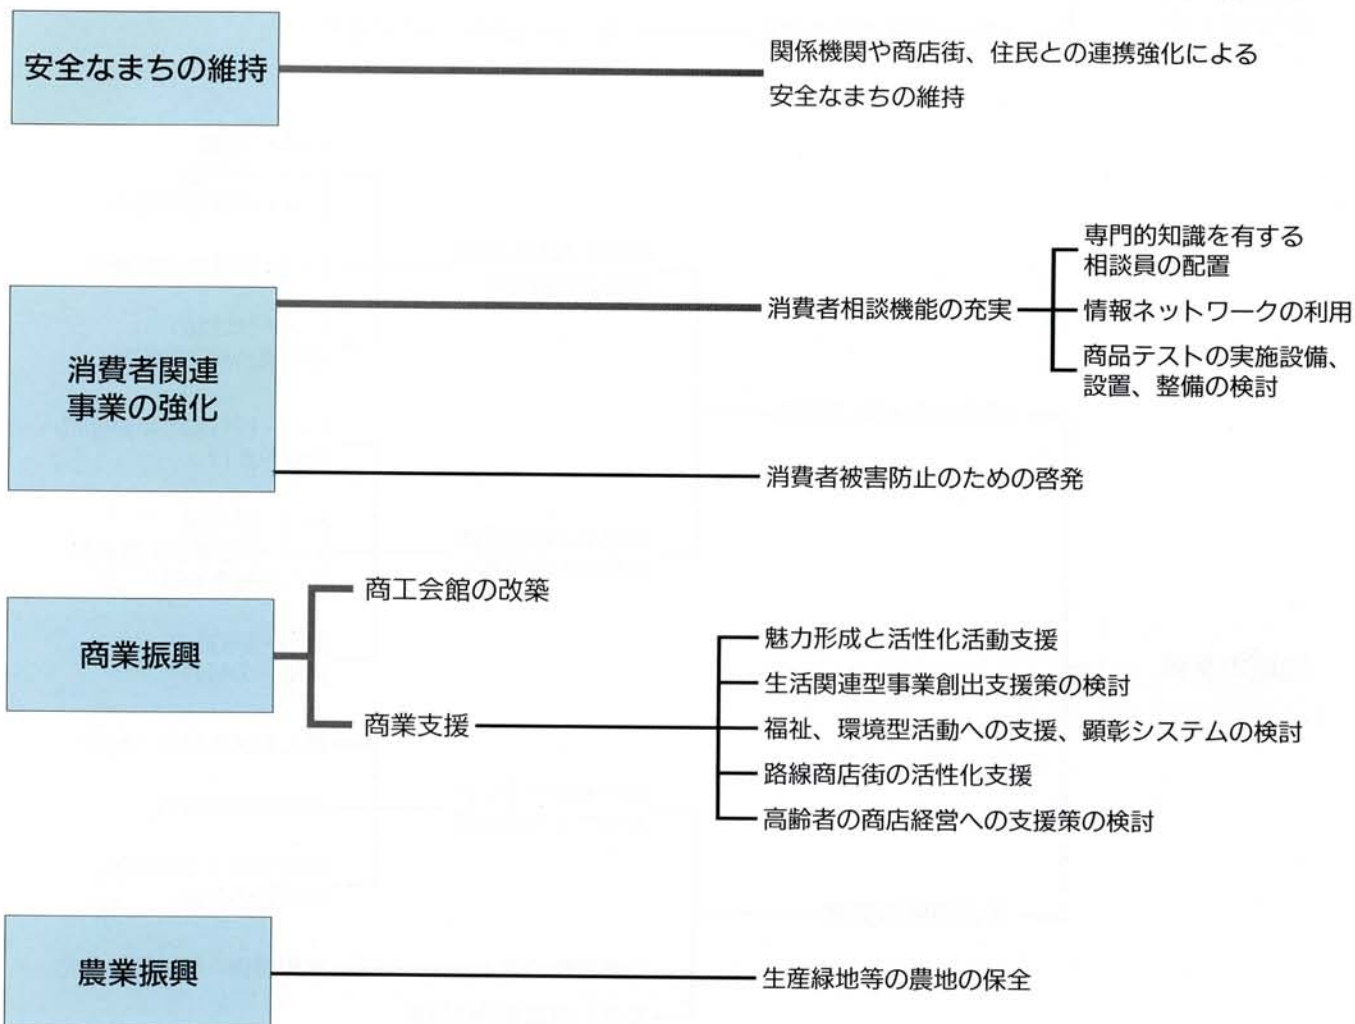 安全なまちの維持
関係機関や商店街、住民との連携強化による
安全なまちの維持
消費者関連
事業の強化
消費者相談機能の充実
専門的知識を有する
相談員の配置
情報ネットワークの利用
商品テストの実施設備、
設置、整備の検討
消費者被害防止のための啓発
商業振興
商工会館の改築
商業支援
魅力形成と活性化活動支援
生活関連型事業創出支援策の検討
福祉、環境型活動への支援、顕彰システムの検討
路線商店街の活性化支援
高齢者の商店経営への支援策の検討
農業振興
生産緑地等の農地の保全